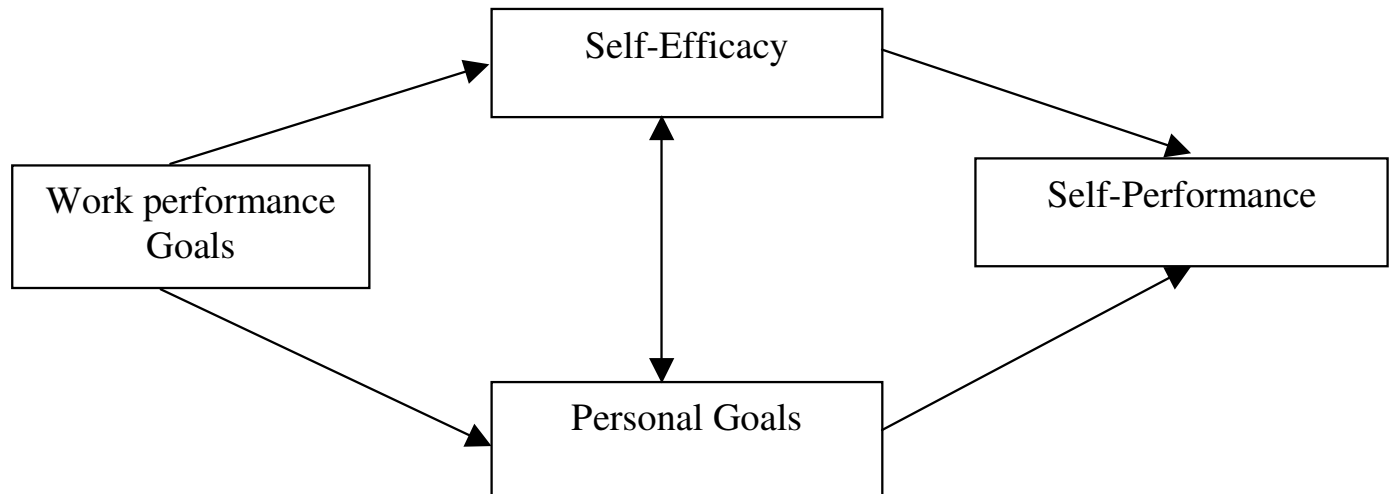 Self-Efficacy
Work performance
Goals
Self-Performance
Personal Goals